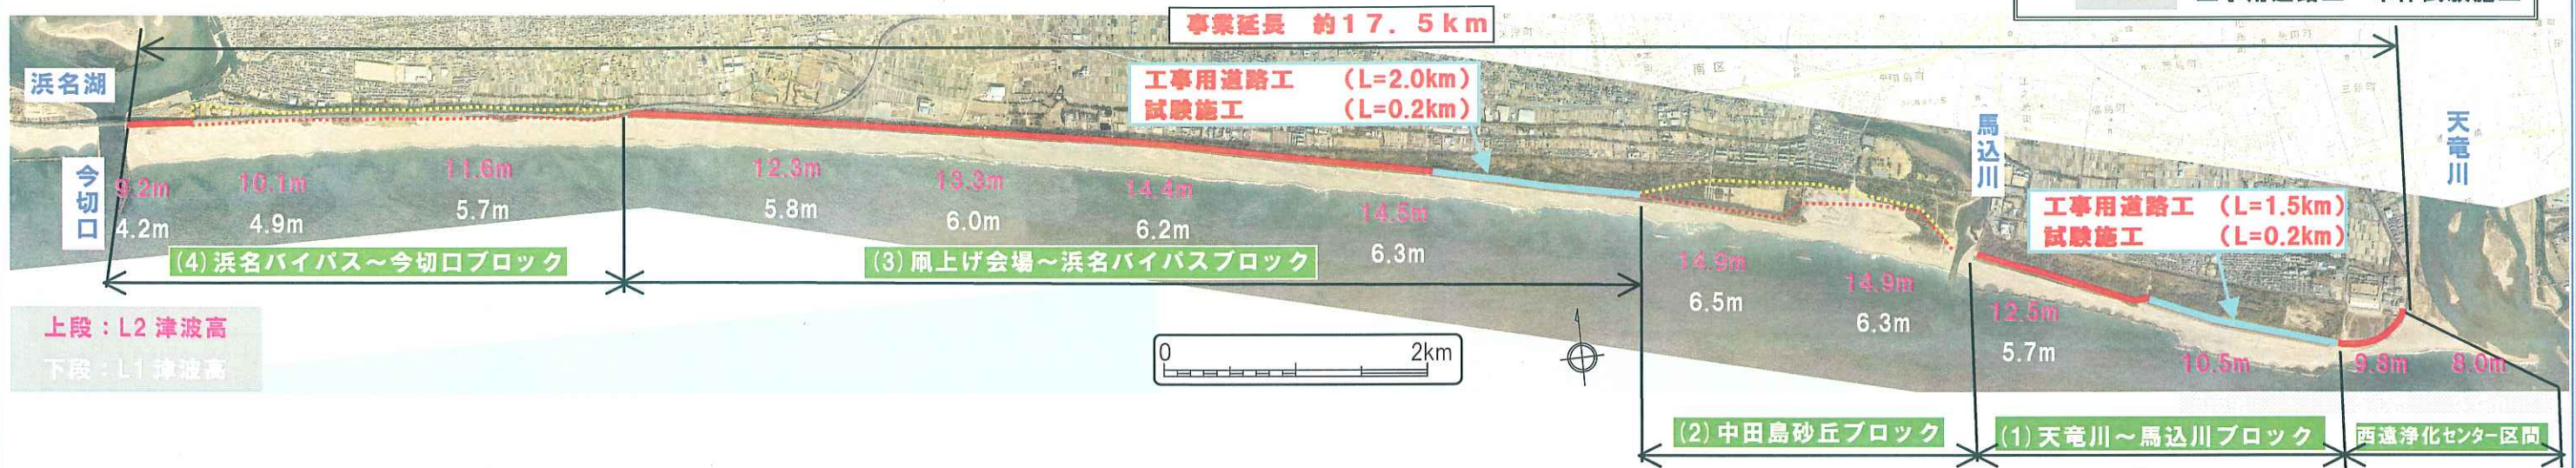 事業延長 約17.5km
浜名湖
工事用道路工 (L=2.0km)
試験施工 (L=0.2km)
南区
馬込川
天竜川
今切口
9.2m
4.2m
10.1m
4.9m
11.6m
5.7m
12.3m
5.8m
13.3m
6.0m
14.4m
6.2m
14.5m
6.3m
14.9m
6.5m
14.9m
6.3m
工事用道路工 (L=1.5km)
試験施工 (L=0.2km)
12.5m
5.7m
10.5m
9.8m
8.0m
(4)浜名バイパス~今切口ブロック
(3)凧上げ会場~浜名バイパスブロック
上段:L2津波高
下段:L1津波高
0 2km
(2)中田島砂丘ブロック
(1)天竜川~馬込川ブロック
西遠浄化センター区間